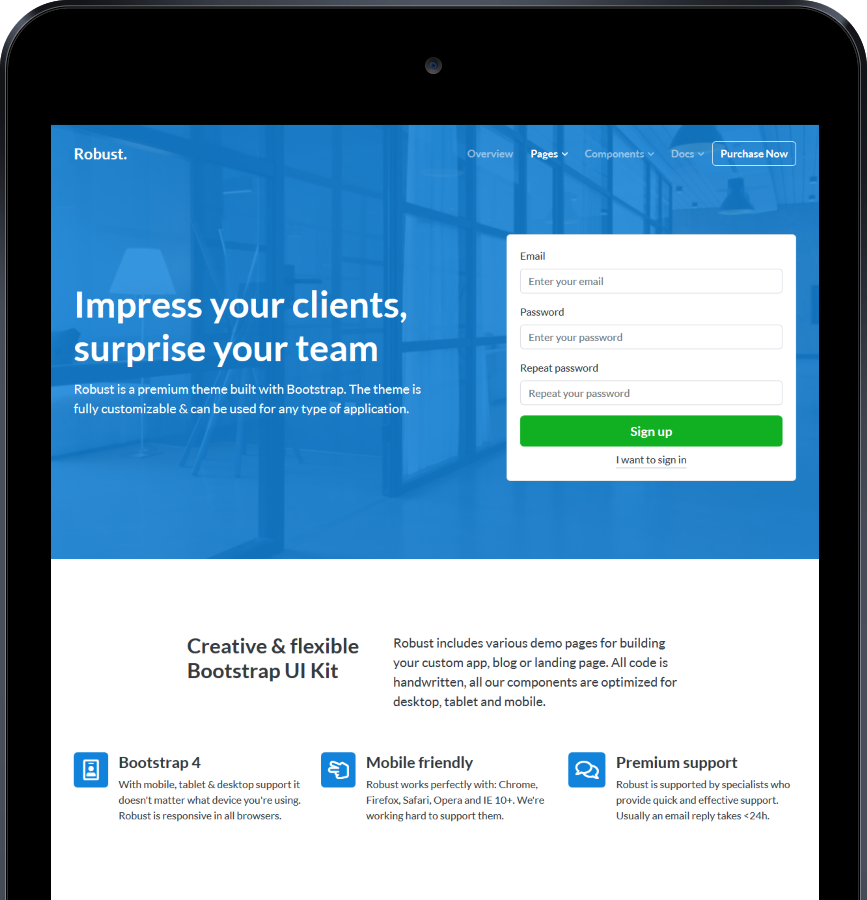 Robust.
Overview Pages Components Docs Purchase Now
Impress your clients,
surprise your team
Robust is a premium theme built with Bootstrap. The theme is
fully customizable & can be used for any type of application.
Email
Enter your email
Password
Enter your password
Repeat password
Repeat your password
Sign up
I want to sign in
Creative & flexible
Bootstrap UI Kit
Robust includes various demo pages for building
your custom app, blog or landing page. All code is
handwritten, all our components are optimized for
desktop, tablet and mobile.
Bootstrap 4
With mobile, tablet & desktop support it
doesn't matter what device you're using.
Robust is responsive in all browsers.
Mobile friendly
Robust works perfectly with: Chrome,
Firefox, Safari, Opera and IE 10+. We're
working hard to support them.
Premium support
Robust is supported by specialists who
provide quick and effective support.
Usually an email reply takes <24h.